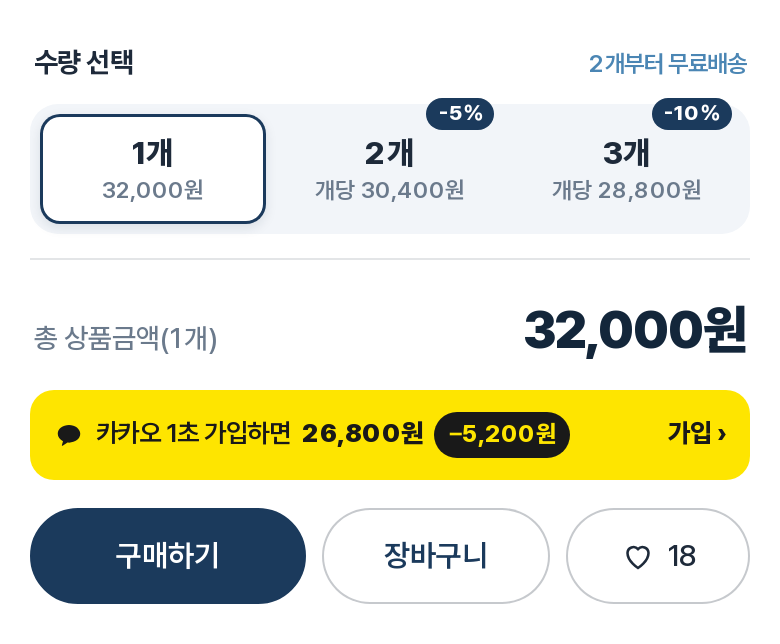 수량 선택
2개부터 무료배송
-5%
-10%
1개
2개
3개
32,000원
개당 30,400원
개당 28,800원
총 상품금액(1개)
32,000원
카카오 1초 가입하면 26,800원 −5,200원 가입 ›
구매하기
장바구니
18